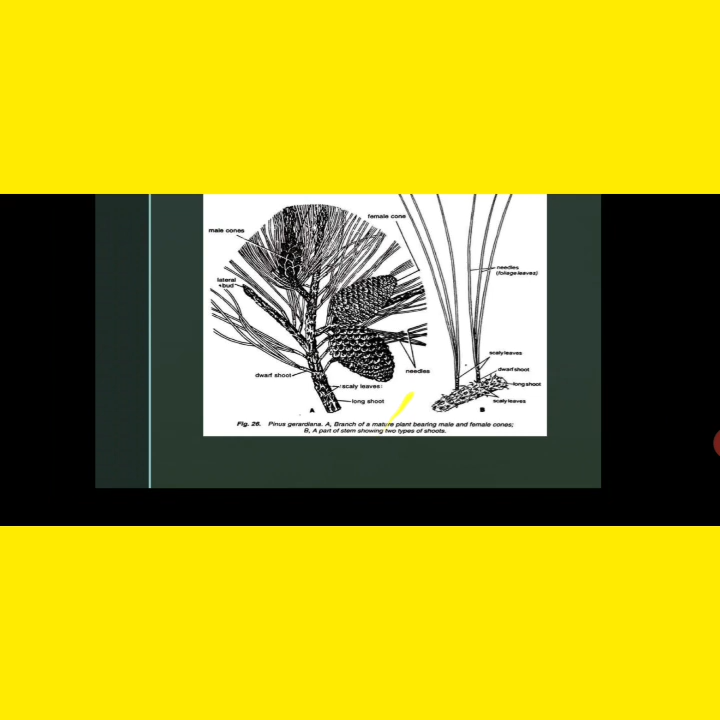 female cone
male cones
needles
(foliage leaves)
lateral
bud
scaly leaves
dwarf shoot
needles
dwarf shoot
long shoot
scaly leaves
scaly leaves
long shoot
A
B
Fig. 26. Pinus gerardiana. A, Branch of a mature plant bearing male and female cones;
B, A part of stem showing two types of shoots.